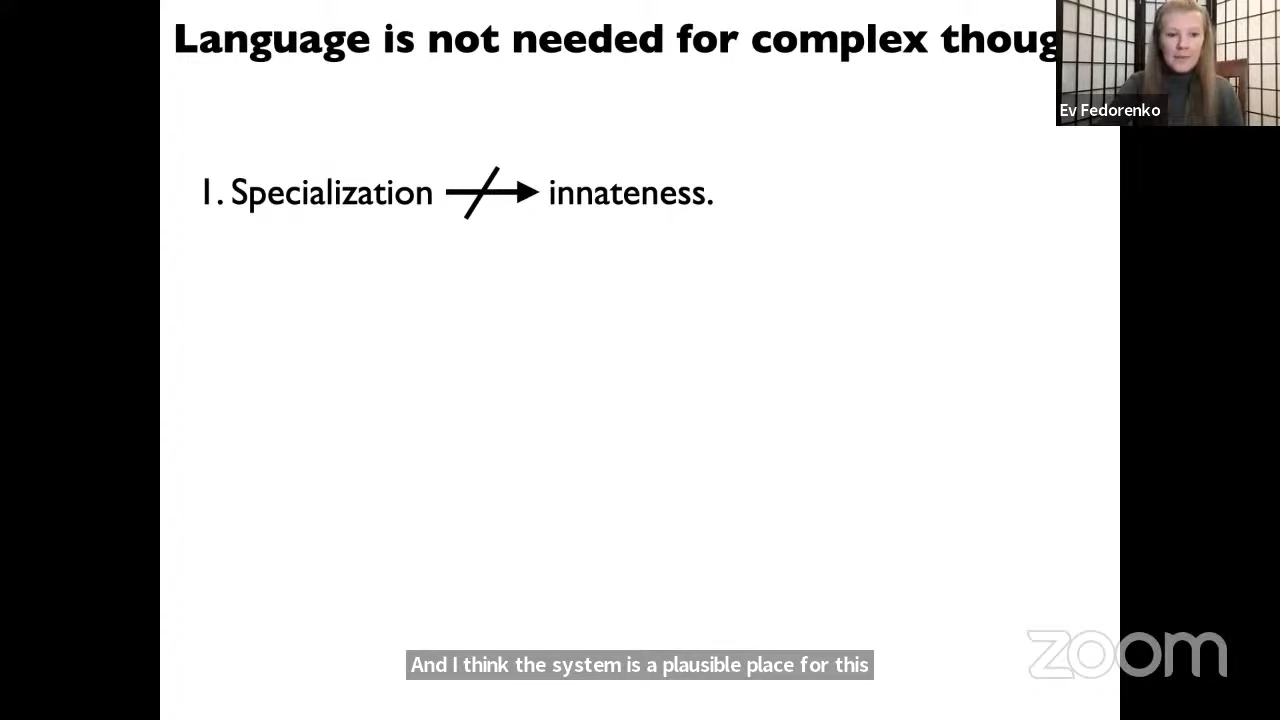 Language is not needed for complex thoug
Ev Fedorenko
1. Specialization innateness.
And I think the system is a plausible place for this
zoom